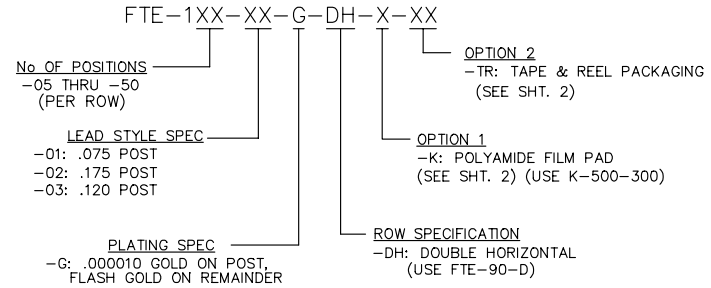 FTE-1XX-XX-G-DH-X-XX
No OF POSITIONS
-05 THRU -50
(PER ROW)
LEAD STYLE SPEC
-01: .075 POST
-02: .175 POST
-03: .120 POST
PLATING SPEC
-G: .000010 GOLD ON POST,
FLASH GOLD ON REMAINDER
OPTION 2
-TR: TAPE & REEL PACKAGING
(SEE SHT. 2)
OPTION 1
-K: POLYAMIDE FILM PAD
(SEE SHT. 2) (USE K-500-300)
ROW SPECIFICATION
-DH: DOUBLE HORIZONTAL
(USE FTE-90-D)